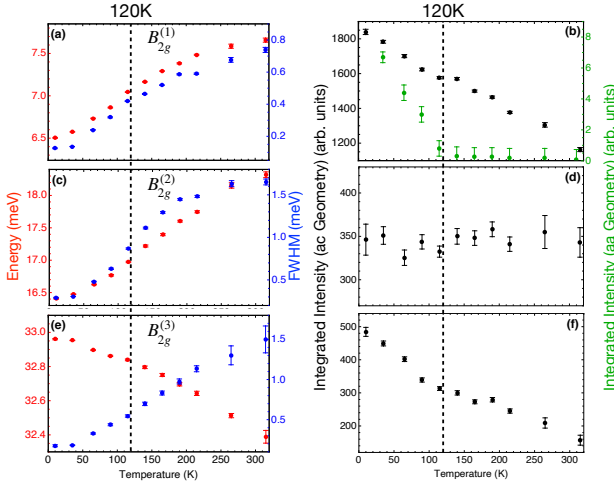 120K
120K
(a)
B_{2g}^{(1)}
7.5
7.0
6.5
0.8
0.6
0.4
0.2
(b)
1800
1600
1400
1200
1100
8
6
4
2
0
(c)
B_{2g}^{(2)}
18.0
17.5
17.0
16.5
1.5
1.0
0.5
(d)
400
350
300
(e)
B_{2g}^{(3)}
33.0
32.8
32.6
32.4
1.5
1.0
0.5
(f)
500
400
300
200
Energy (meV)
FWHM (meV)
Integrated Intensity (ac Geometry) (arb. units)
Integrated Intensity (aa Geometry) (arb. units)
0 50 100 150 200 250 300
Temperature (K)
0 50 100 150 200 250 300
Temperature (K)